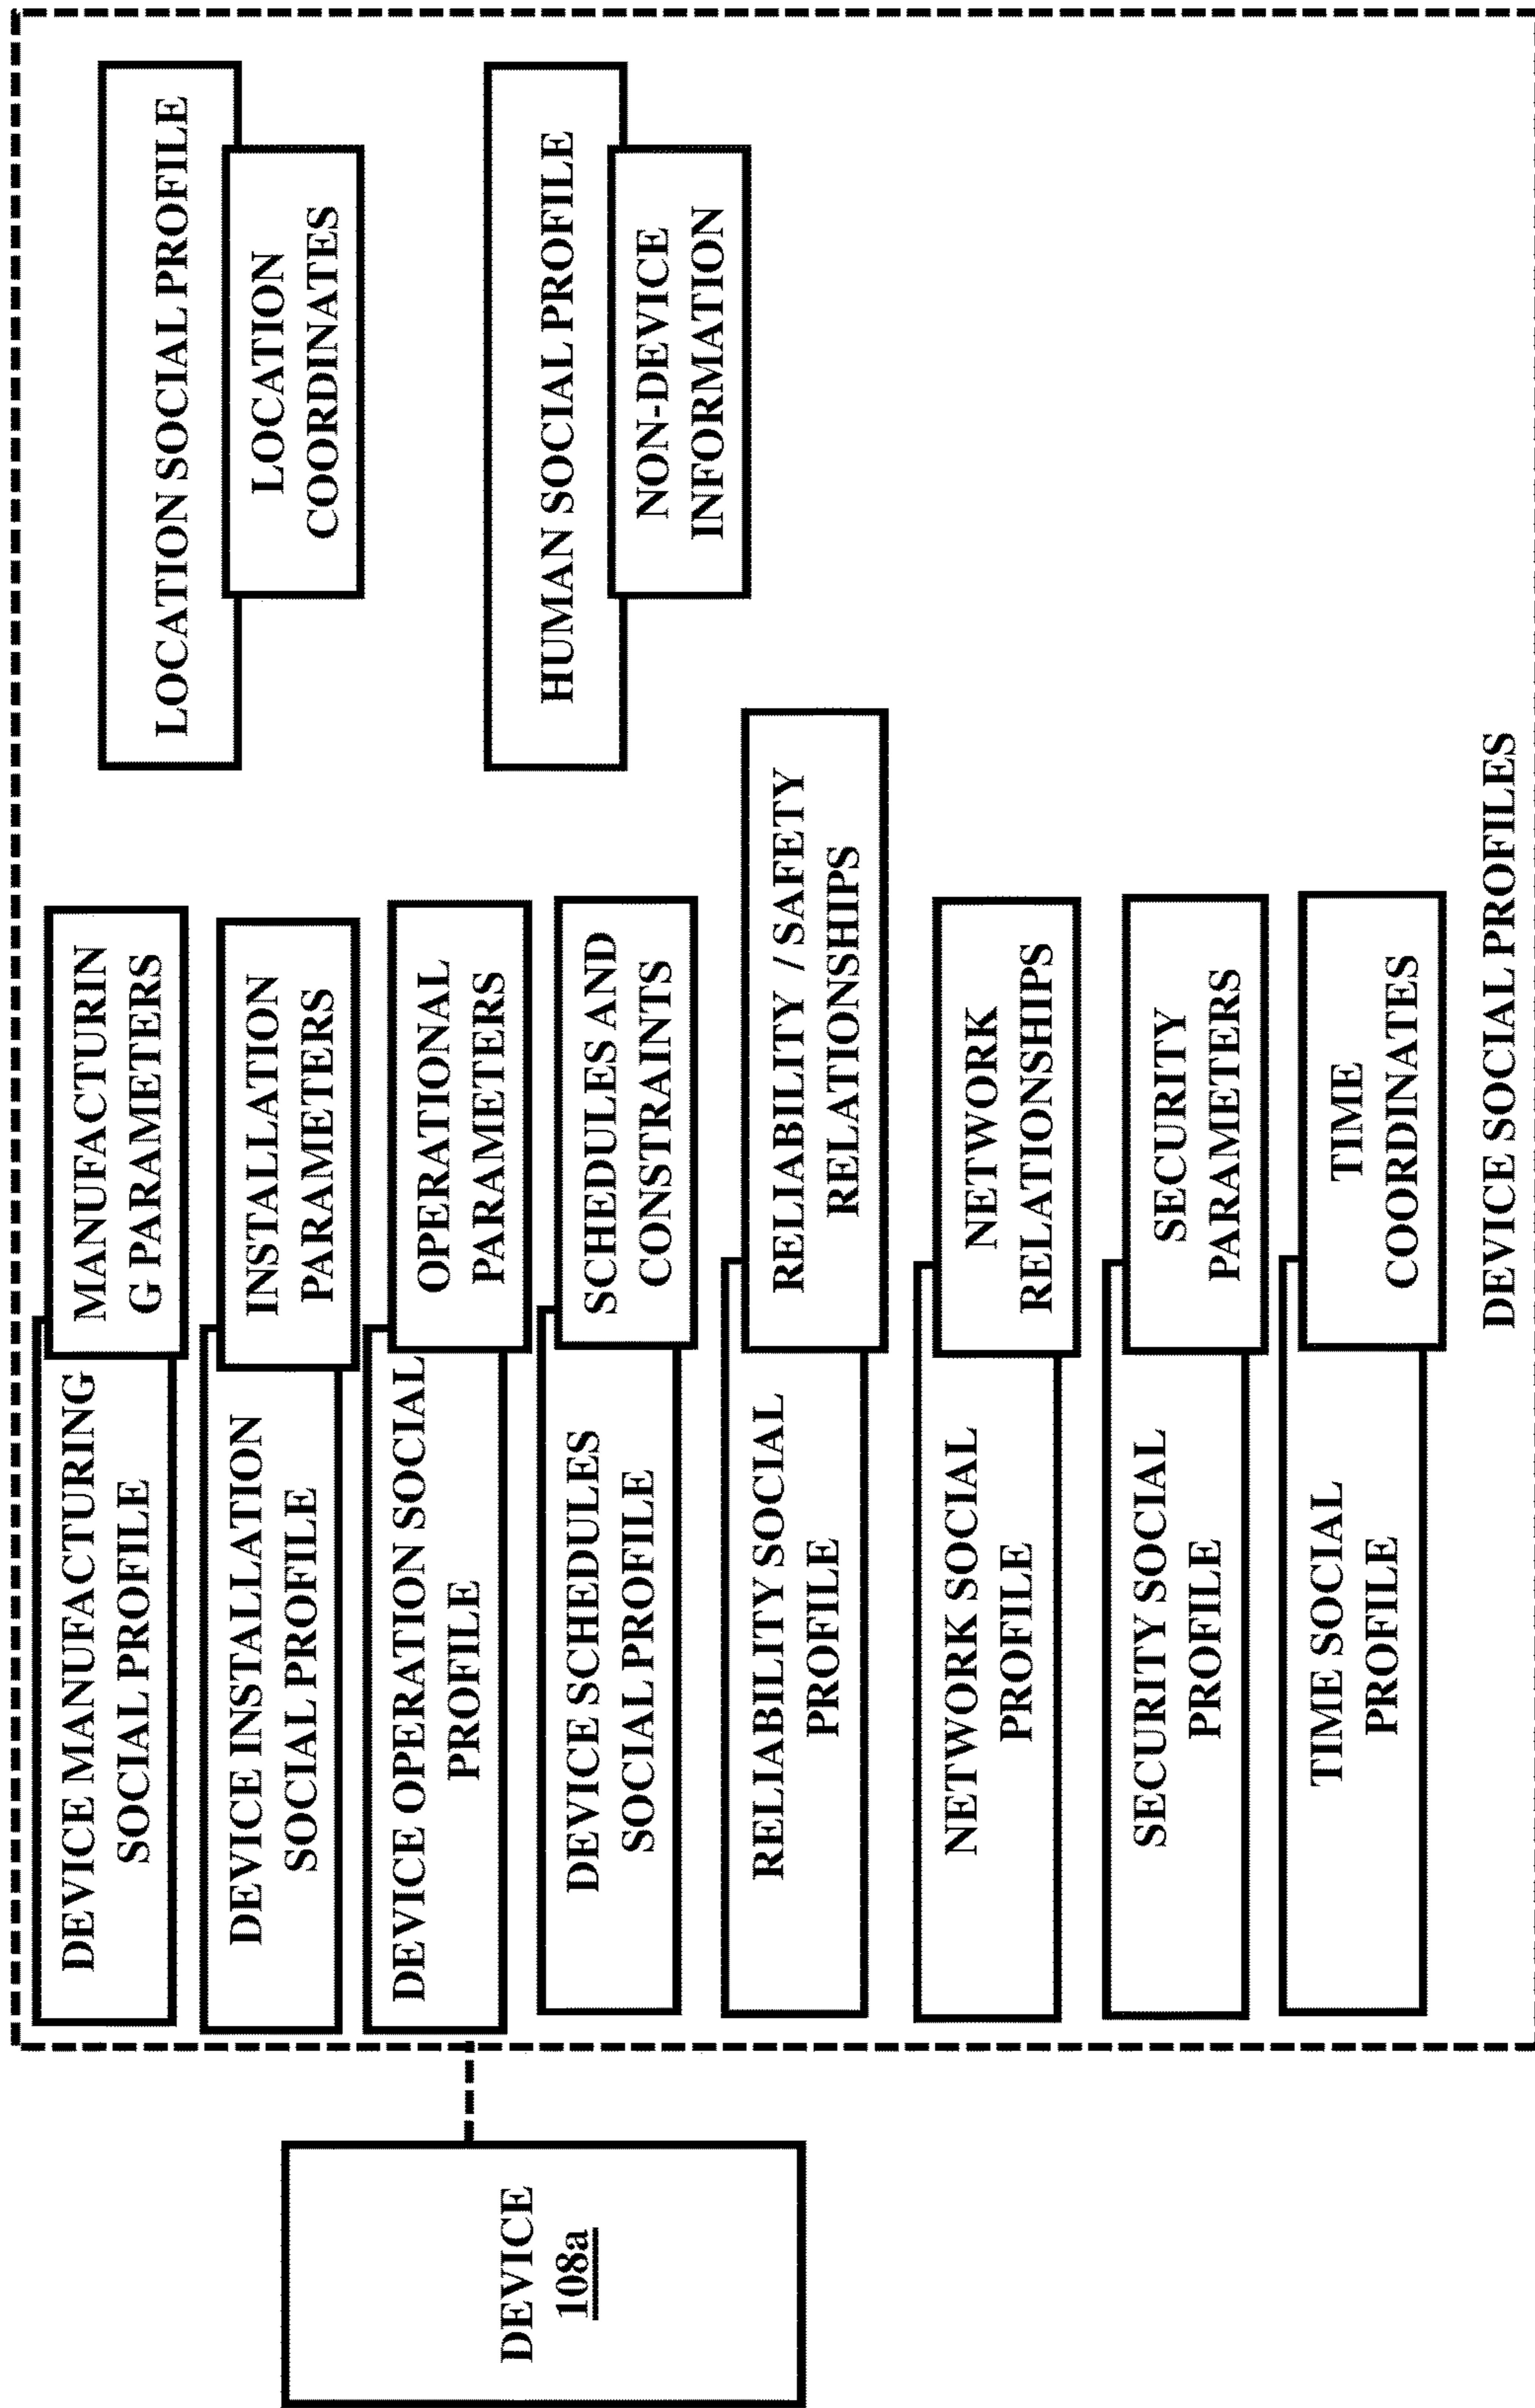 DEVICE
108a
DEVICE MANUFACTURING
SOCIAL PROFILE
MANUFACTURIN
G PARAMETERS
DEVICE INSTALLATION
SOCIAL PROFILE
INSTALLATION
PARAMETERS
DEVICE OPERATION SOCIAL
PROFILE
OPERATIONAL
PARAMETERS
DEVICE SCHEDULES
SOCIAL PROFILE
SCHEDULES AND
CONSTRAINTS
RELIABILITY SOCIAL
PROFILE
RELIABILITY / SAFETY
RELATIONSHIPS
NETWORK SOCIAL
PROFILE
NETWORK
RELATIONSHIPS
SECURITY SOCIAL
PROFILE
SECURITY
PARAMETERS
TIME SOCIAL
PROFILE
TIME
COORDINATES
LOCATION SOCIAL PROFILE
LOCATION
COORDINATES
HUMAN SOCIAL PROFILE
NON-DEVICE
INFORMATION
DEVICE SOCIAL PROFILES